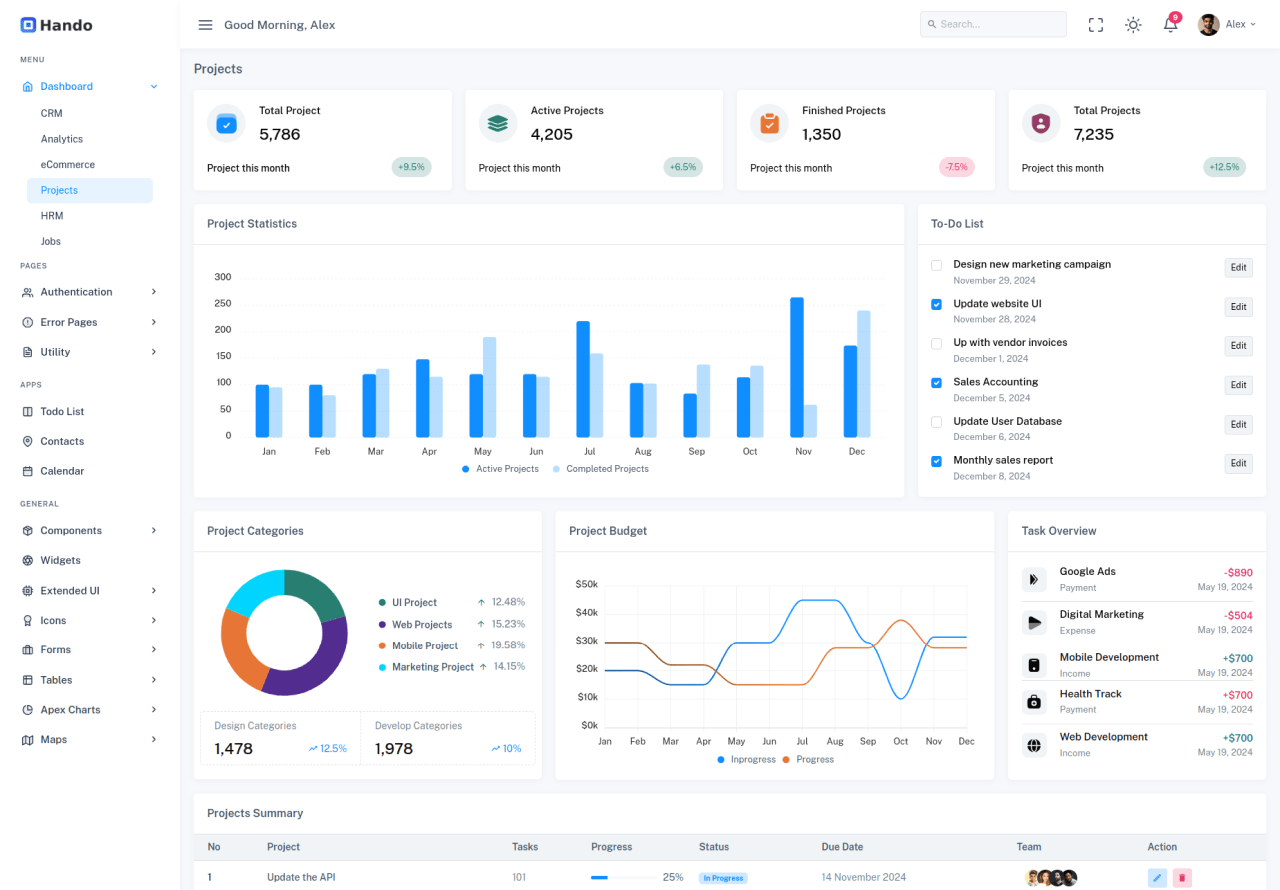 Hando
Good Morning, Alex
Search...
9
Alex
MENU
Dashboard
CRM
Analytics
eCommerce
Projects
HRM
Jobs
PAGES
Authentication
Error Pages
Utility
APPS
Todo List
Contacts
Calendar
GENERAL
Components
Widgets
Extended UI
Icons
Forms
Tables
Apex Charts
Maps
Projects
Total Project
5,786
Project this month
+9.5%
Active Projects
4,205
Project this month
+6.5%
Finished Projects
1,350
Project this month
-7.5%
Total Projects
7,235
Project this month
+12.5%
Project Statistics
300
250
200
150
100
50
0
Jan Feb Mar Apr May Jun Jul Aug Sep Oct Nov Dec
Active Projects Completed Projects
To-Do List
Design new marketing campaign
November 29, 2024
Edit
Update website UI
November 28, 2024
Edit
Up with vendor invoices
December 1, 2024
Edit
Sales Accounting
December 5, 2024
Edit
Update User Database
December 6, 2024
Edit
Monthly sales report
December 8, 2024
Edit
Project Categories
UI Project 12.48%
Web Projects 15.23%
Mobile Project 19.58%
Marketing Project 14.15%
Design Categories
1,478 12.5%
Develop Categories
1,978 10%
Project Budget
$50k
$40k
$30k
$20k
$10k
$0k
Jan Feb Mar Apr May Jun Jul Aug Sep Oct Nov Dec
Inprogress Progress
Task Overview
Google Ads -$890
Payment May 19, 2024
Digital Marketing -$504
Expense May 19, 2024
Mobile Development +$700
Income May 19, 2024
Health Track +$700
Payment May 19, 2024
Web Development +$700
Income May 19, 2024
Projects Summary
No Project Tasks Progress Status Due Date Team Action
1 Update the API 101 25% In Progress 14 November 2024